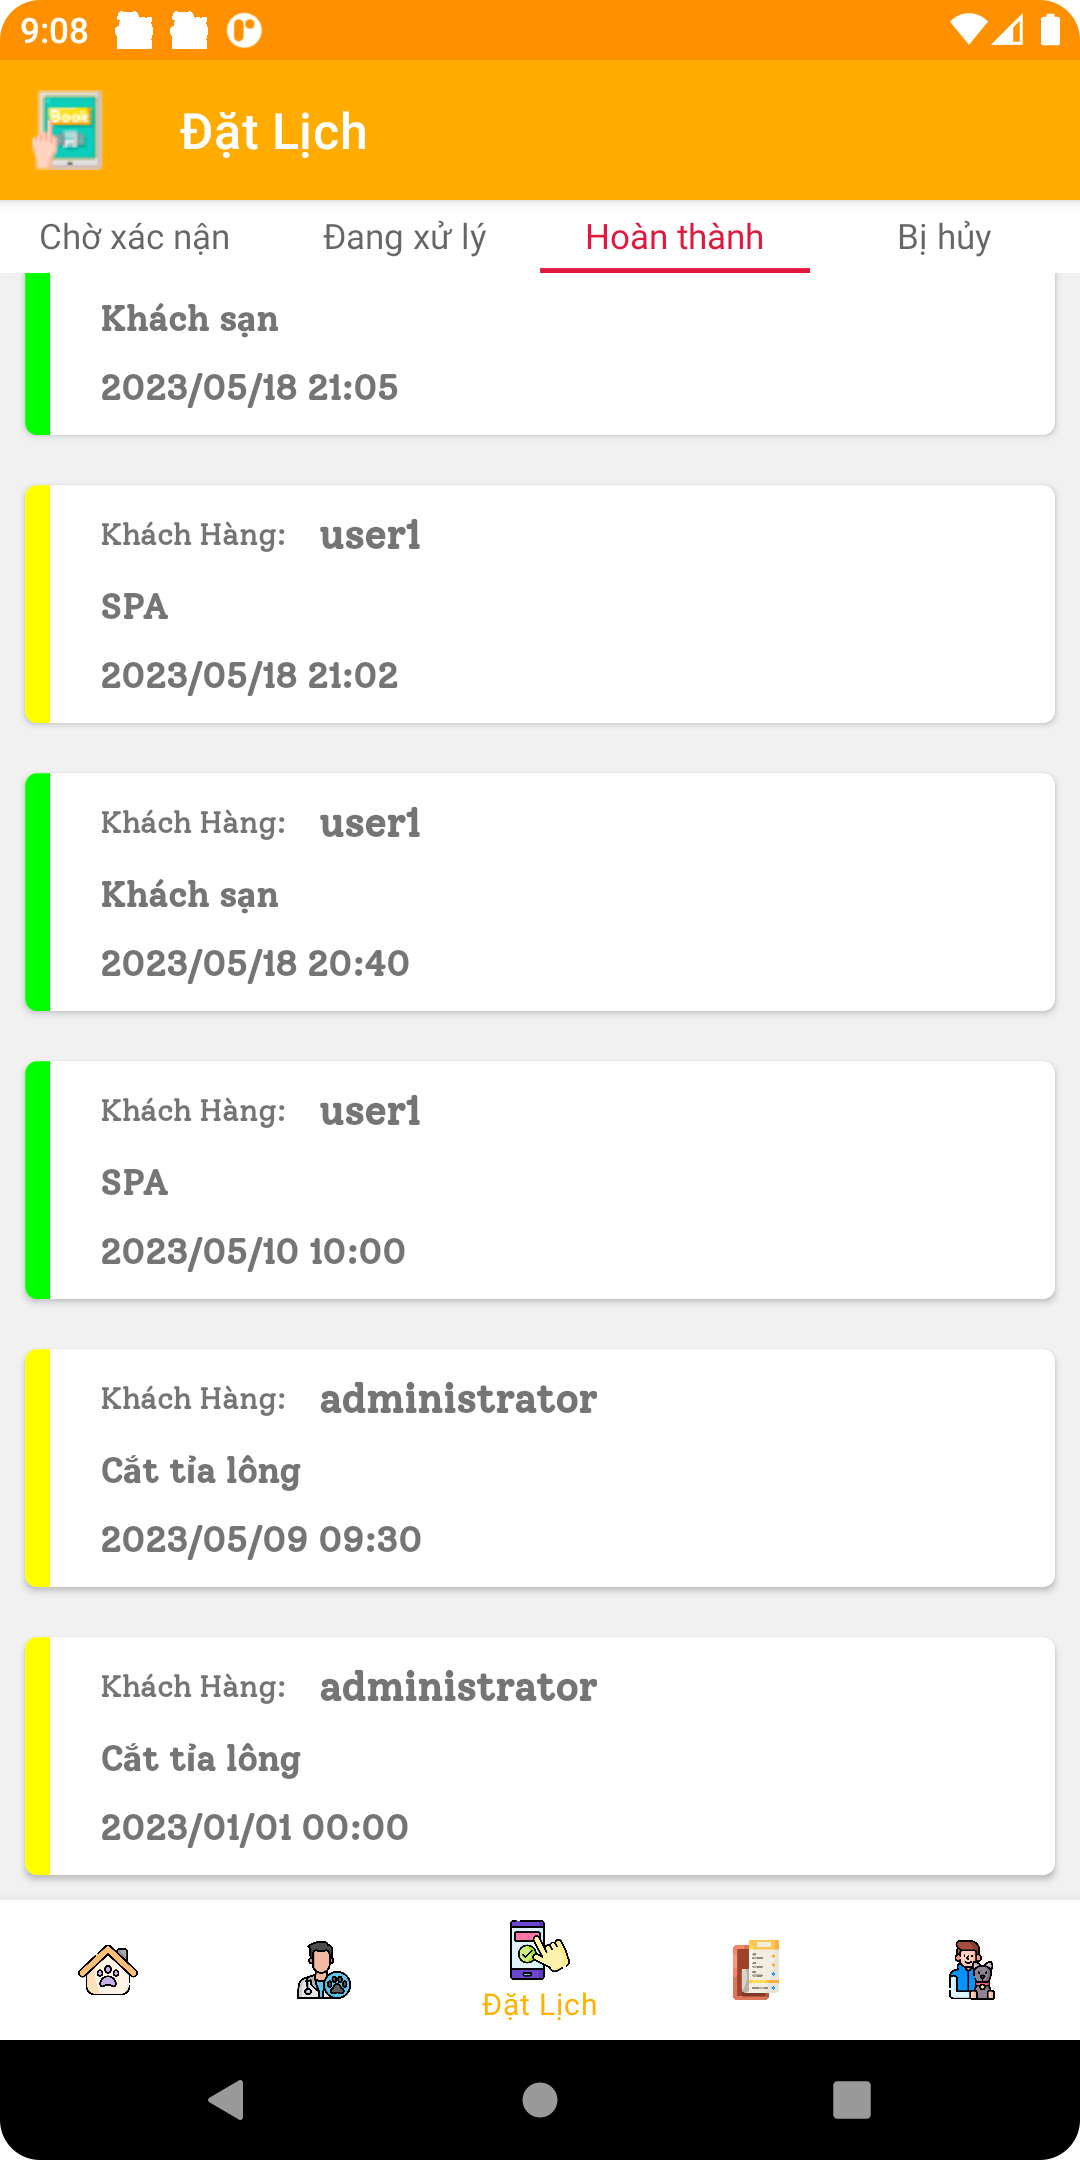 9:08
Book
Đặt Lịch
Chờ xác nận
Đang xử lý
Hoàn thành
Bị hủy
Khách sạn
2023/05/18 21:05
Khách Hàng: user1
SPA
2023/05/18 21:02
Khách Hàng: user1
Khách sạn
2023/05/18 20:40
Khách Hàng: user1
SPA
2023/05/10 10:00
Khách Hàng: administrator
Cắt tỉa lông
2023/05/09 09:30
Khách Hàng: administrator
Cắt tỉa lông
2023/01/01 00:00
Đặt Lịch